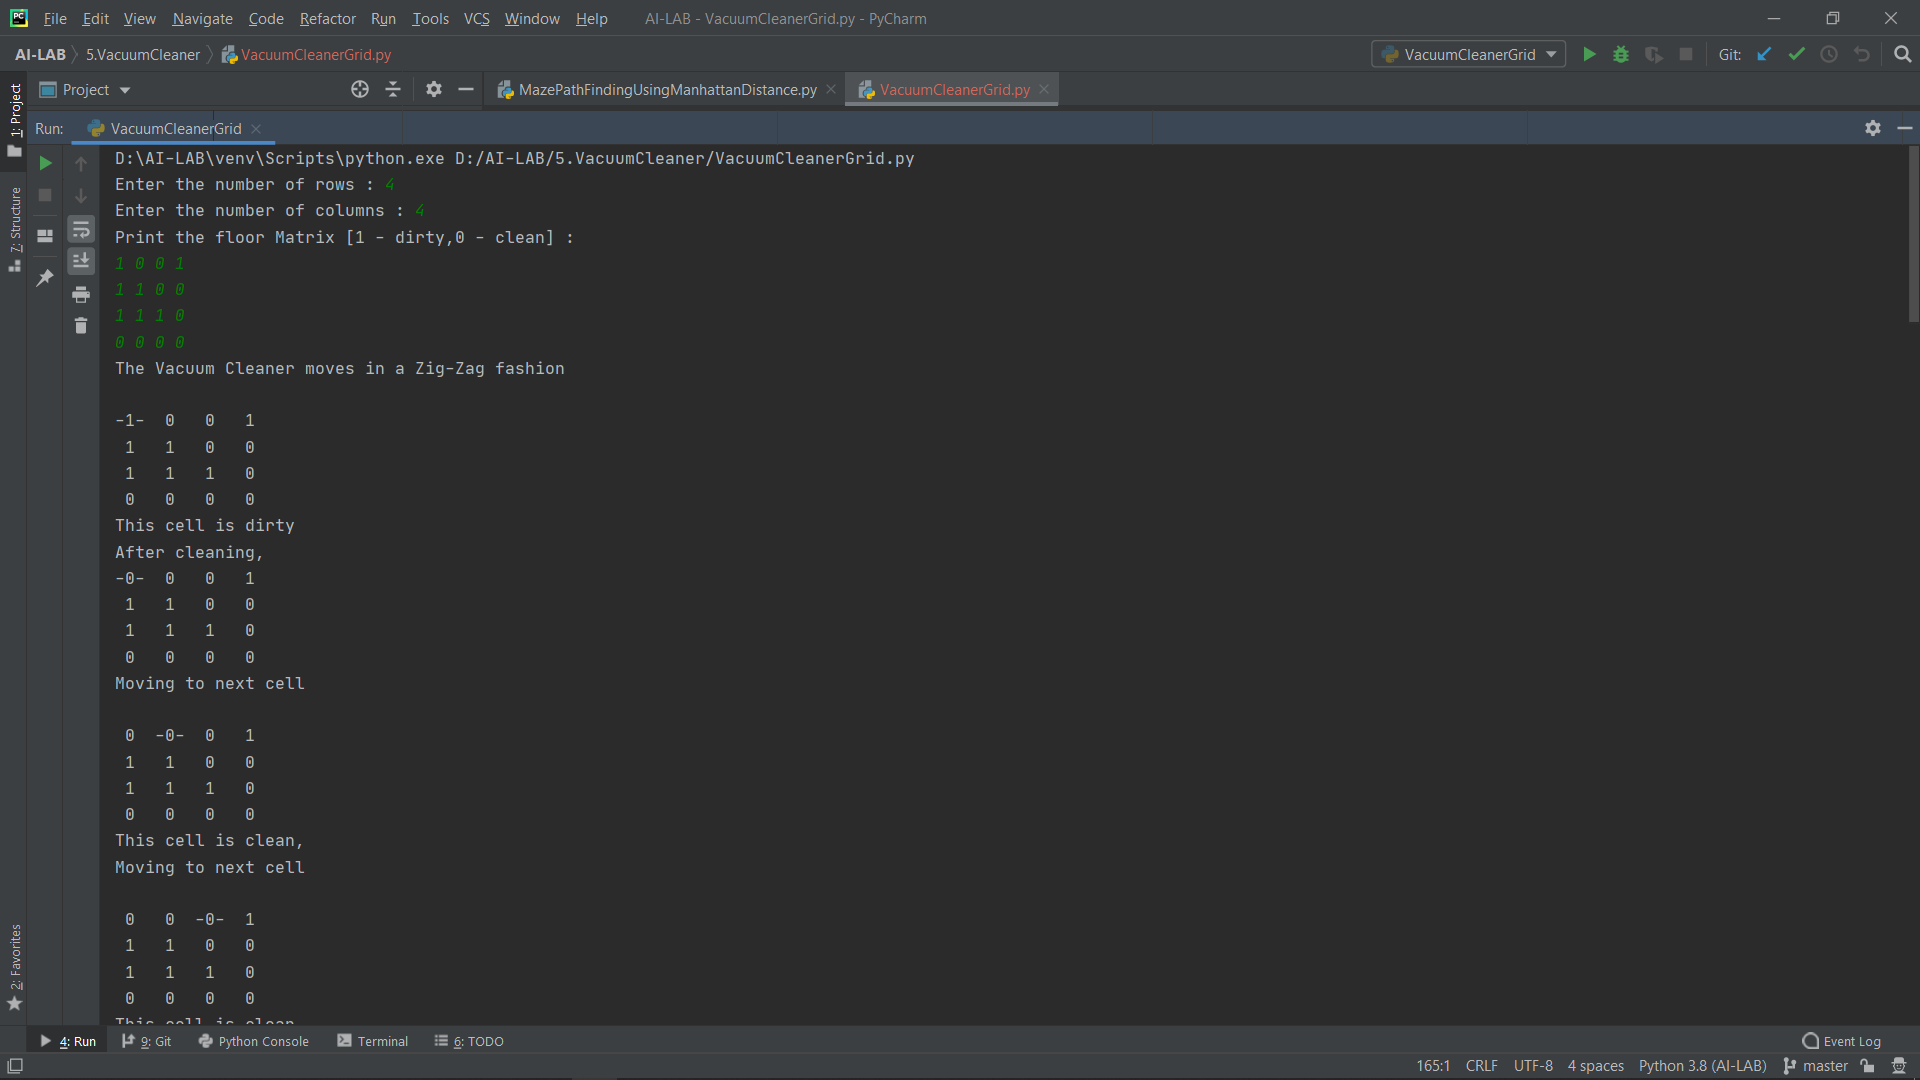 PC File Edit View Navigate Code Refactor Run Tools VCS Window Help AI-LAB - VacuumCleanerGrid.py - PyCharm
AI-LAB 5.VacuumCleaner VacuumCleanerGrid.py VacuumCleanerGrid Git:
Project MazePathFindingUsingManhattanDistance.py VacuumCleanerGrid.py
1: Project
Run: VacuumCleanerGrid
7: Structure
2: Favorites
D:\AI-LAB\venv\Scripts\python.exe D:/AI-LAB/5.VacuumCleaner/VacuumCleanerGrid.py
Enter the number of rows : 4
Enter the number of columns : 4
Print the floor Matrix [1 - dirty,0 - clean] :
1 0 0 1
1 1 0 0
1 1 1 0
0 0 0 0
The Vacuum Cleaner moves in a Zig-Zag fashion
-1- 0 0 1
1 1 0 0
1 1 1 0
0 0 0 0
This cell is dirty
After cleaning,
-0- 0 0 1
1 1 0 0
1 1 1 0
0 0 0 0
Moving to next cell
0 -0- 0 1
1 1 0 0
1 1 1 0
0 0 0 0
This cell is clean,
Moving to next cell
0 0 -0- 1
1 1 0 0
1 1 1 0
0 0 0 0
This cell is clean
4: Run 9: Git Python Console Terminal 6: TODO Event Log
165:1 CRLF UTF-8 4 spaces Python 3.8 (AI-LAB) master